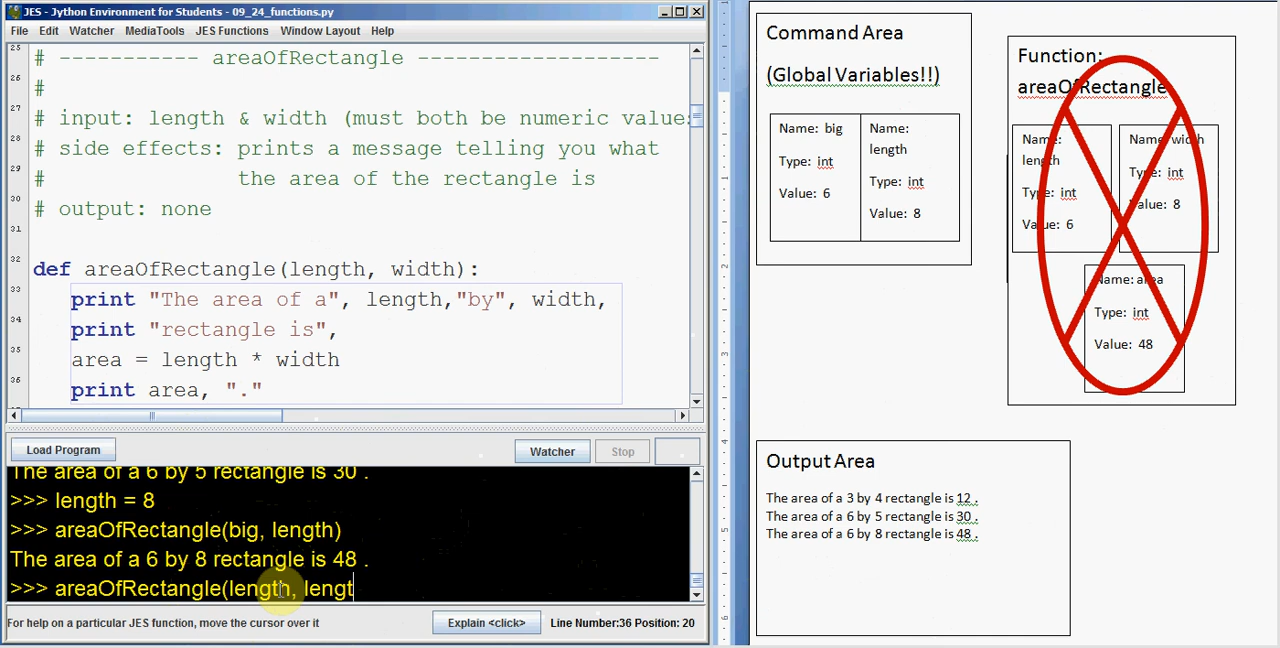 JES - Jython Environment for Students - 09_24_functions.py
File Edit Watcher MediaTools JES Functions Window Layout Help
25 # ----------- areaOfRectangle -------------------
26 #
27 # input: length & width (must both be numeric values
28 # side effects: prints a message telling you what
29 # the area of the rectangle is
30 # output: none
31
32 def areaOfRectangle(length, width):
33 print "The area of a", length,"by", width,
34 print "rectangle is",
35 area = length * width
36 print area, "."
Load Program Watcher Stop
The area of a 6 by 5 rectangle is 30 .
>>> length = 8
>>> areaOfRectangle(big, length)
The area of a 6 by 8 rectangle is 48 .
>>> areaOfRectangle(length, lengt
For help on a particular JES function, move the cursor over it Explain <click> Line Number:36 Position: 20
Command Area
(Global Variables!!)
Name: big
Type: int
Value: 6
Name:
length
Type: int
Value: 8
Function:
areaOfRectangle
Name:
length
Type: int
Value: 6
Name: width
Type: int
Value: 8
Name: area
Type: int
Value: 48
Output Area
The area of a 3 by 4 rectangle is 12 .
The area of a 6 by 5 rectangle is 30 .
The area of a 6 by 8 rectangle is 48 .